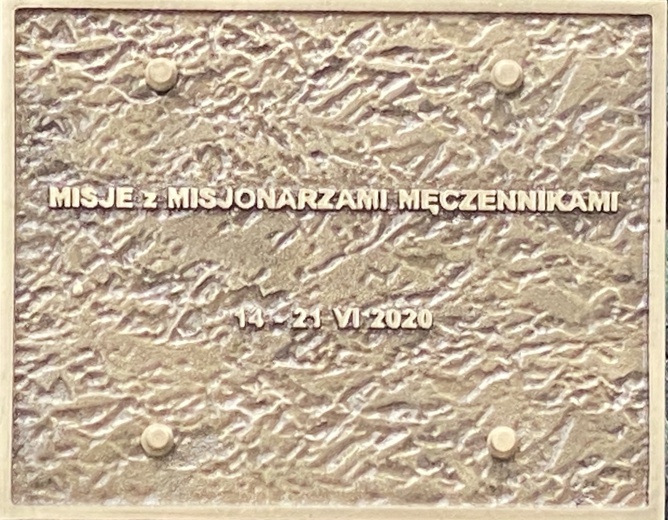 MISJE z MISJONARZAMI MĘCZENNIKAMI
14 - 21 VI 2020